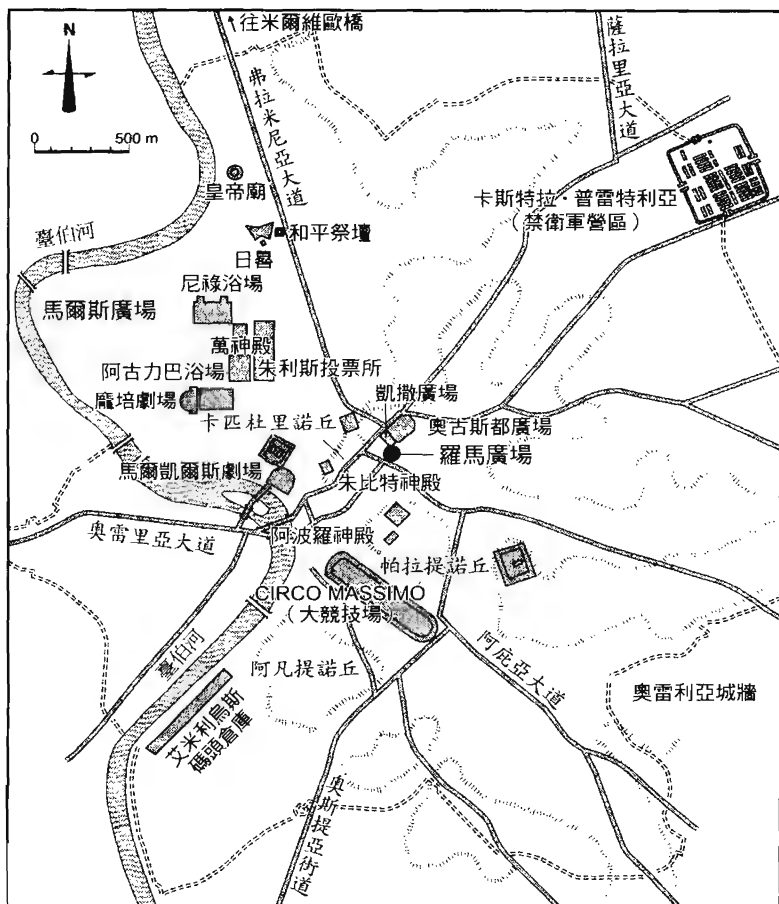 ↑往米爾維歐橋
N
0 500 m
弗拉米尼亞大道
薩拉里亞大道
皇帝廟
卡斯特拉·普雷特利亞
(禁衛軍營區)
臺伯河
和平祭壇
日晷
尼祿浴場
馬爾斯廣場
萬神殿
阿古力巴浴場
朱利斯投票所
龐培劇場
凱撒廣場
卡匹杜里諾丘
奧古斯都廣場
羅馬廣場
馬爾凱爾斯劇場
朱比特神殿
奧雷里亞大道
阿波羅神殿
帕拉提諾丘
CIRCO MASSIMO
(大競技場)
臺伯河
阿凡提諾丘
阿庇亞大道
奧雷利亞城牆
艾米利烏斯
碼頭倉庫
奧斯提亞街道